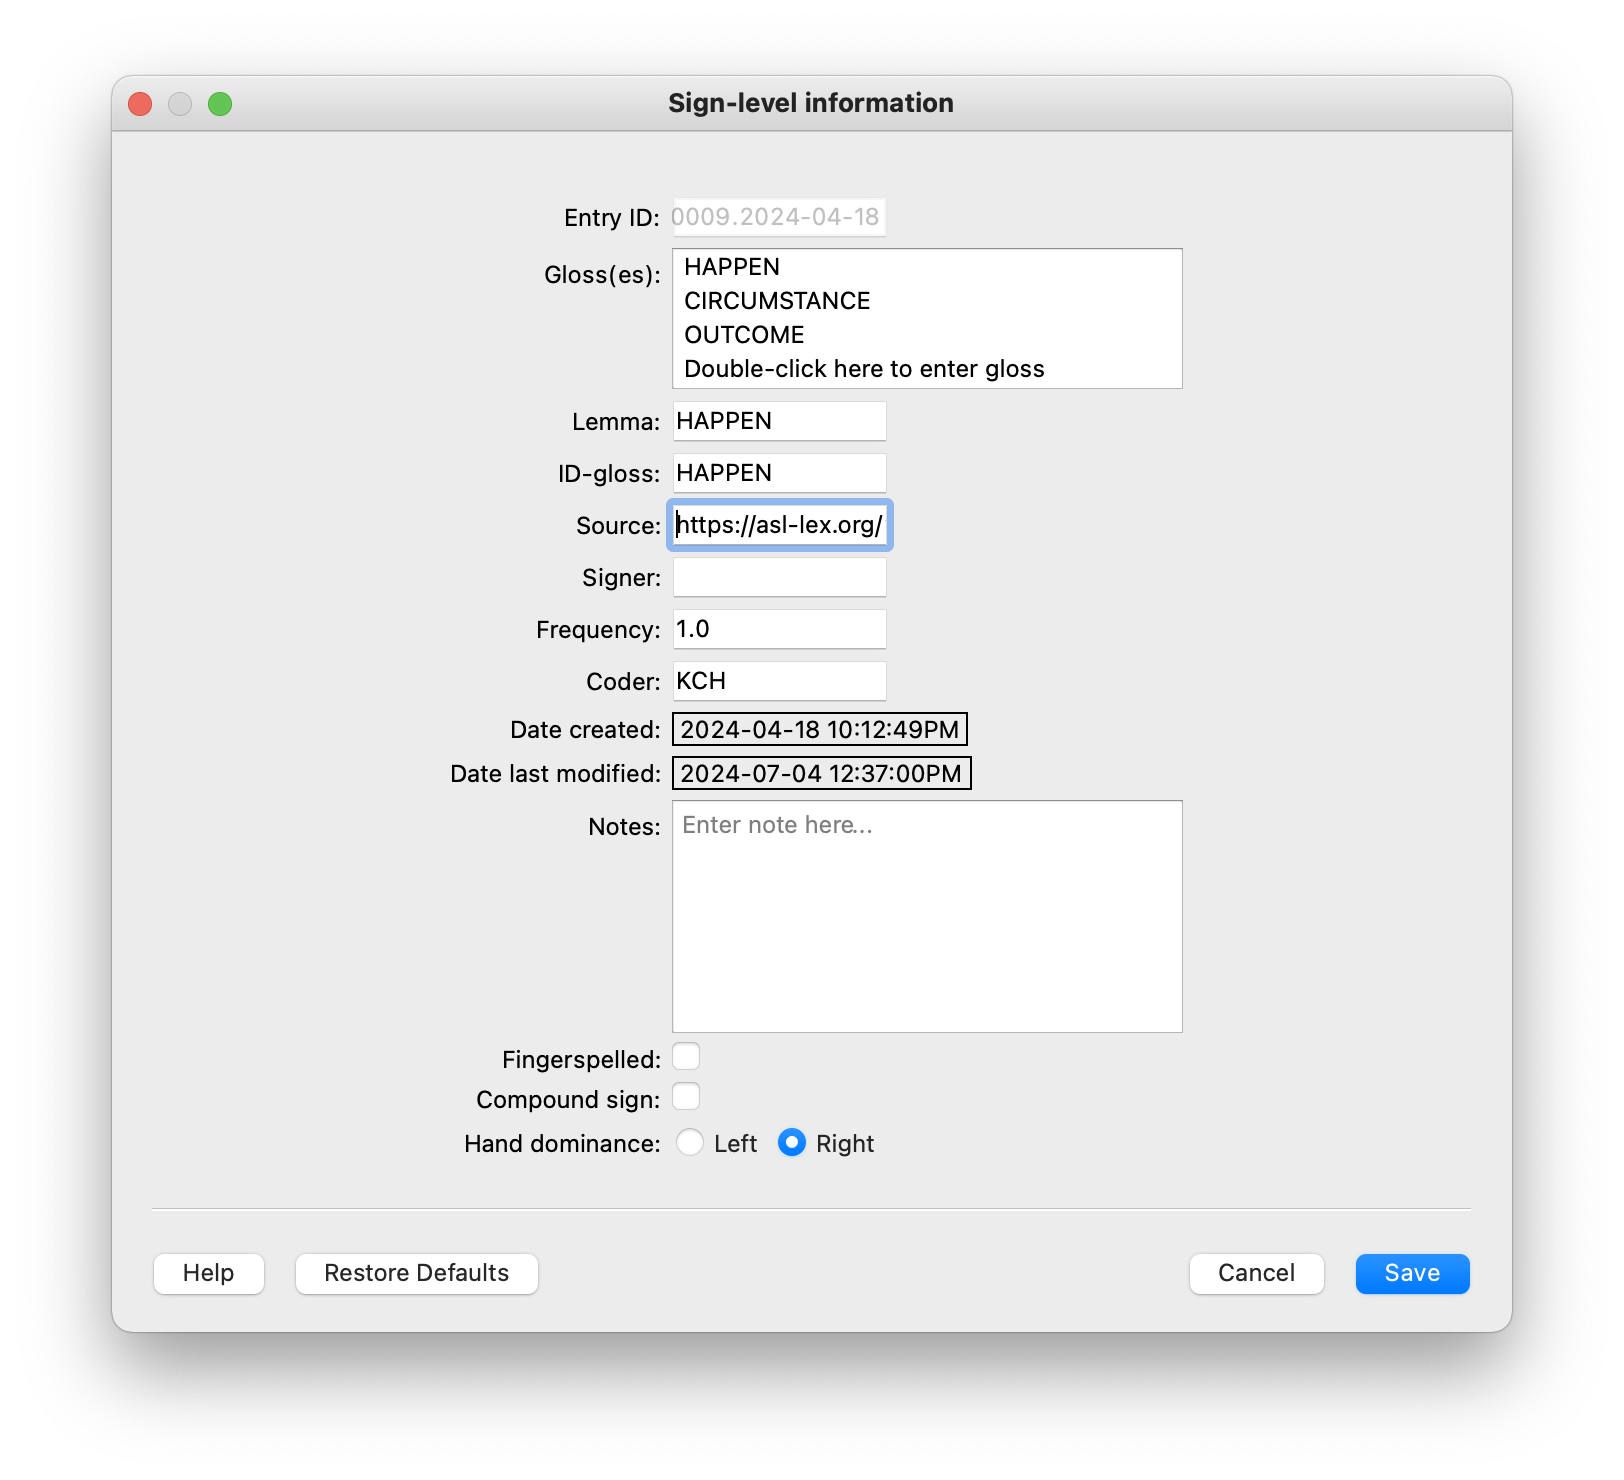 Sign-level information
Entry ID: 0009.2024-04-18
Gloss(es): HAPPEN
CIRCUMSTANCE
OUTCOME
Double-click here to enter gloss
Lemma: HAPPEN
ID-gloss: HAPPEN
Source: https://asl-lex.org/
Signer:
Frequency: 1.0
Coder: KCH
Date created: 2024-04-18 10:12:49PM
Date last modified: 2024-07-04 12:37:00PM
Notes: Enter note here...
Fingerspelled:
Compound sign:
Hand dominance: Left Right
Help Restore Defaults Cancel Save